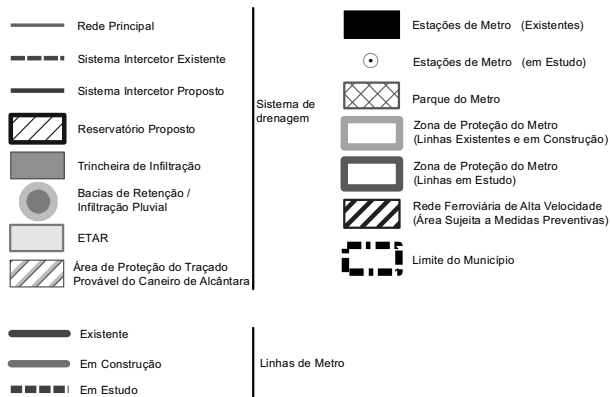 Rede Principal
Sistema Intercetor Existente
Sistema Intercetor Proposto
Reservatório Proposto
Trincheira de Infiltração
Bacias de Retenção /
Infiltração Pluvial
ETAR
Área de Proteção do Traçado
Provável do Caneiro de Alcântara
Sistema de
drenagem
Existente
Em Construção
Em Estudo
Linhas de Metro
Estações de Metro (Existentes)
Estações de Metro (em Estudo)
Parque do Metro
Zona de Proteção do Metro
(Linhas Existentes e em Construção)
Zona de Proteção do Metro
(Linhas em Estudo)
Rede Ferroviária de Alta Velocidade
(Área Sujeita a Medidas Preventivas)
Limite do Município